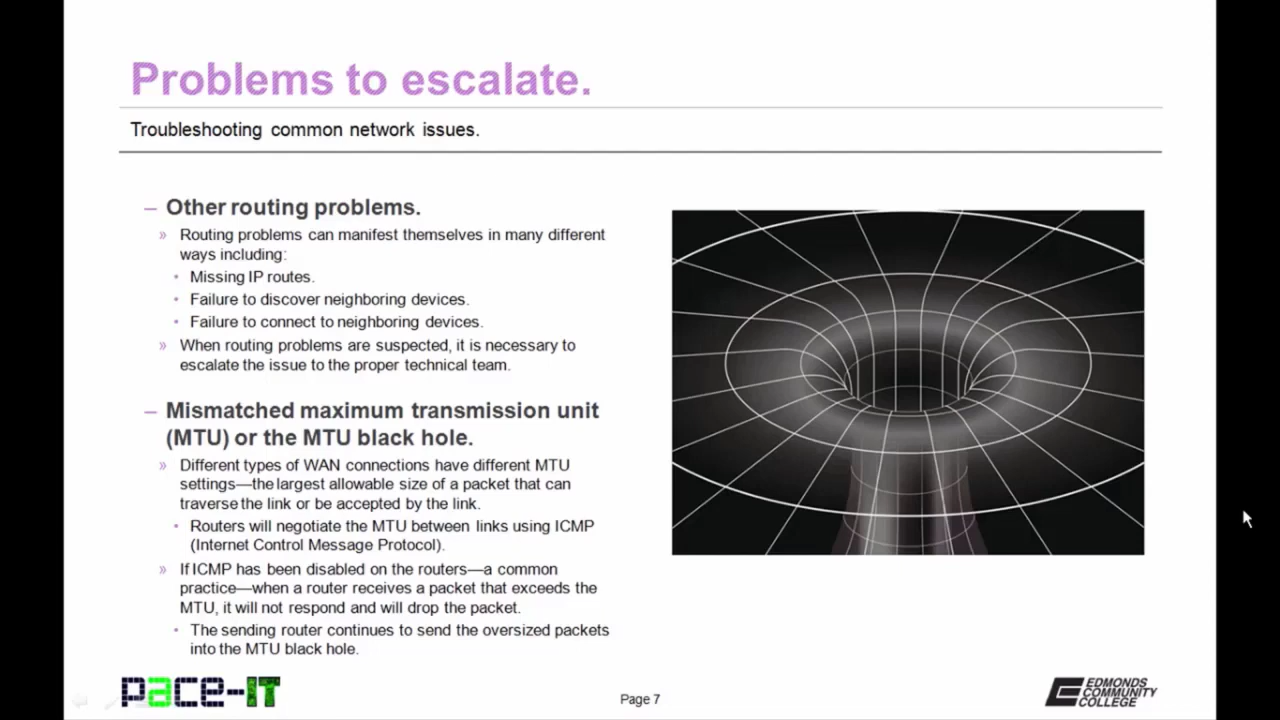 Problems to escalate.
Troubleshooting common network issues.
– Other routing problems.
» Routing problems can manifest themselves in many different
ways including:
• Missing IP routes.
• Failure to discover neighboring devices.
• Failure to connect to neighboring devices.
» When routing problems are suspected, it is necessary to
escalate the issue to the proper technical team.
– Mismatched maximum transmission unit
(MTU) or the MTU black hole.
» Different types of WAN connections have different MTU
settings—the largest allowable size of a packet that can
traverse the link or be accepted by the link.
• Routers will negotiate the MTU between links using ICMP
(Internet Control Message Protocol).
» If ICMP has been disabled on the routers—a common
practice—when a router receives a packet that exceeds the
MTU, it will not respond and will drop the packet.
• The sending router continues to send the oversized packets
into the MTU black hole.
pace-IT
Page 7
EDMONDS
COMMUNITY
COLLEGE